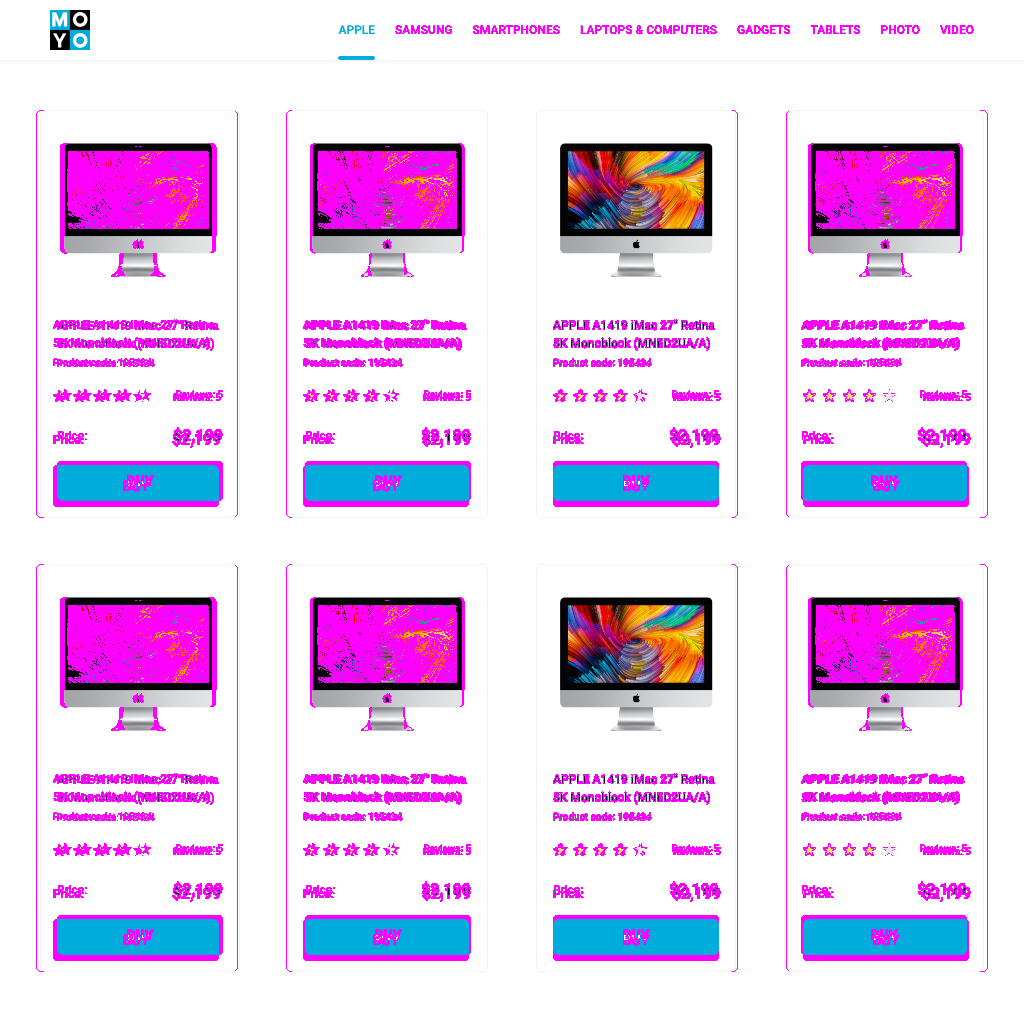 MO
YO
APPLE SAMSUNG SMARTPHONES LAPTOPS & COMPUTERS GADGETS TABLETS PHOTO VIDEO
APPLE A1419 iMac 27" Retina
5K Monoblock (MNED2UA/A)
Product code: 195434
Reviews: 5
Price: $2,199
BUY
APPLE A1419 iMac 27" Retina
5K Monoblock (MNED2UA/A)
Product code: 195434
Reviews: 5
Price: $2,199
BUY
APPLE A1419 iMac 27" Retina
5K Monoblock (MNED2UA/A)
Product code: 195434
Reviews: 5
Price: $2,199
BUY
APPLE A1419 iMac 27" Retina
5K Monoblock (MNED2UA/A)
Product code: 195434
Reviews: 5
Price: $2,199
BUY
APPLE A1419 iMac 27" Retina
5K Monoblock (MNED2UA/A)
Product code: 195434
Reviews: 5
Price: $2,199
BUY
APPLE A1419 iMac 27" Retina
5K Monoblock (MNED2UA/A)
Product code: 195434
Reviews: 5
Price: $2,199
BUY
APPLE A1419 iMac 27" Retina
5K Monoblock (MNED2UA/A)
Product code: 195434
Reviews: 5
Price: $2,199
BUY
APPLE A1419 iMac 27" Retina
5K Monoblock (MNED2UA/A)
Product code: 195434
Reviews: 5
Price: $2,199
BUY